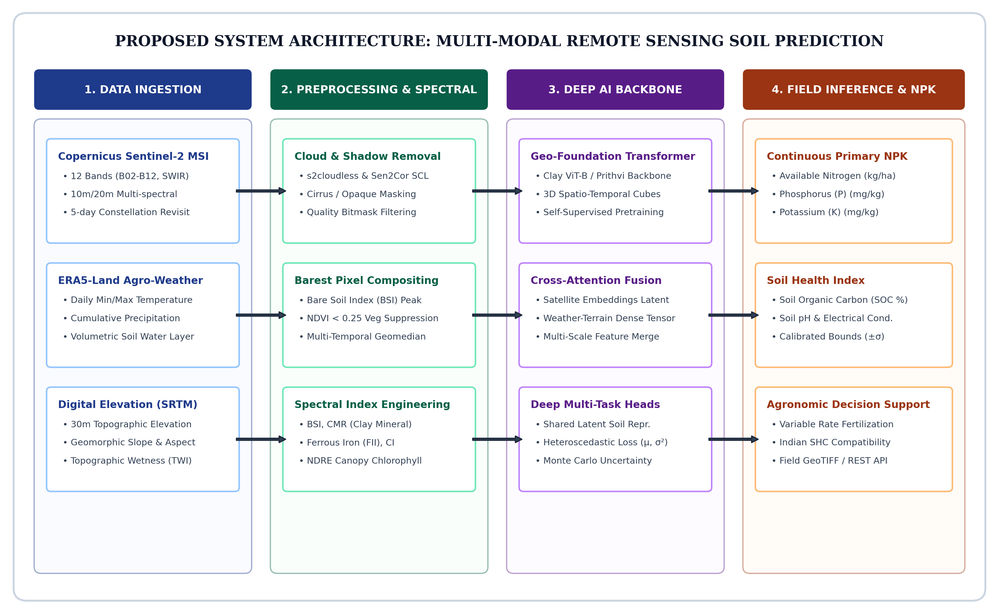 PROPOSED SYSTEM ARCHITECTURE: MULTI-MODAL REMOTE SENSING SOIL PREDICTION
1. DATA INGESTION
Copernicus Sentinel-2 MSI
• 12 Bands (B02-B12, SWIR)
• 10m/20m Multi-spectral
• 5-day Constellation Revisit
ERA5-Land Agro-Weather
• Daily Min/Max Temperature
• Cumulative Precipitation
• Volumetric Soil Water Layer
Digital Elevation (SRTM)
• 30m Topographic Elevation
• Geomorphic Slope & Aspect
• Topographic Wetness (TWI)
2. PREPROCESSING & SPECTRAL
Cloud & Shadow Removal
• s2cloudless & Sen2Cor SCL
• Cirrus / Opaque Masking
• Quality Bitmask Filtering
Barest Pixel Compositing
• Bare Soil Index (BSI) Peak
• NDVI < 0.25 Veg Suppression
• Multi-Temporal Geomedian
Spectral Index Engineering
• BSI, CMR (Clay Mineral)
• Ferrous Iron (FII), CI
• NDRE Canopy Chlorophyll
3. DEEP AI BACKBONE
Geo-Foundation Transformer
• Clay ViT-B / Prithvi Backbone
• 3D Spatio-Temporal Cubes
• Self-Supervised Pretraining
Cross-Attention Fusion
• Satellite Embeddings Latent
• Weather-Terrain Dense Tensor
• Multi-Scale Feature Merge
Deep Multi-Task Heads
• Shared Latent Soil Repr.
• Heteroscedastic Loss (μ, σ²)
• Monte Carlo Uncertainty
4. FIELD INFERENCE & NPK
Continuous Primary NPK
• Available Nitrogen (kg/ha)
• Phosphorus (P) (mg/kg)
• Potassium (K) (mg/kg)
Soil Health Index
• Soil Organic Carbon (SOC %)
• Soil pH & Electrical Cond.
• Calibrated Bounds (±σ)
Agronomic Decision Support
• Variable Rate Fertilization
• Indian SHC Compatibility
• Field GeoTIFF / REST API